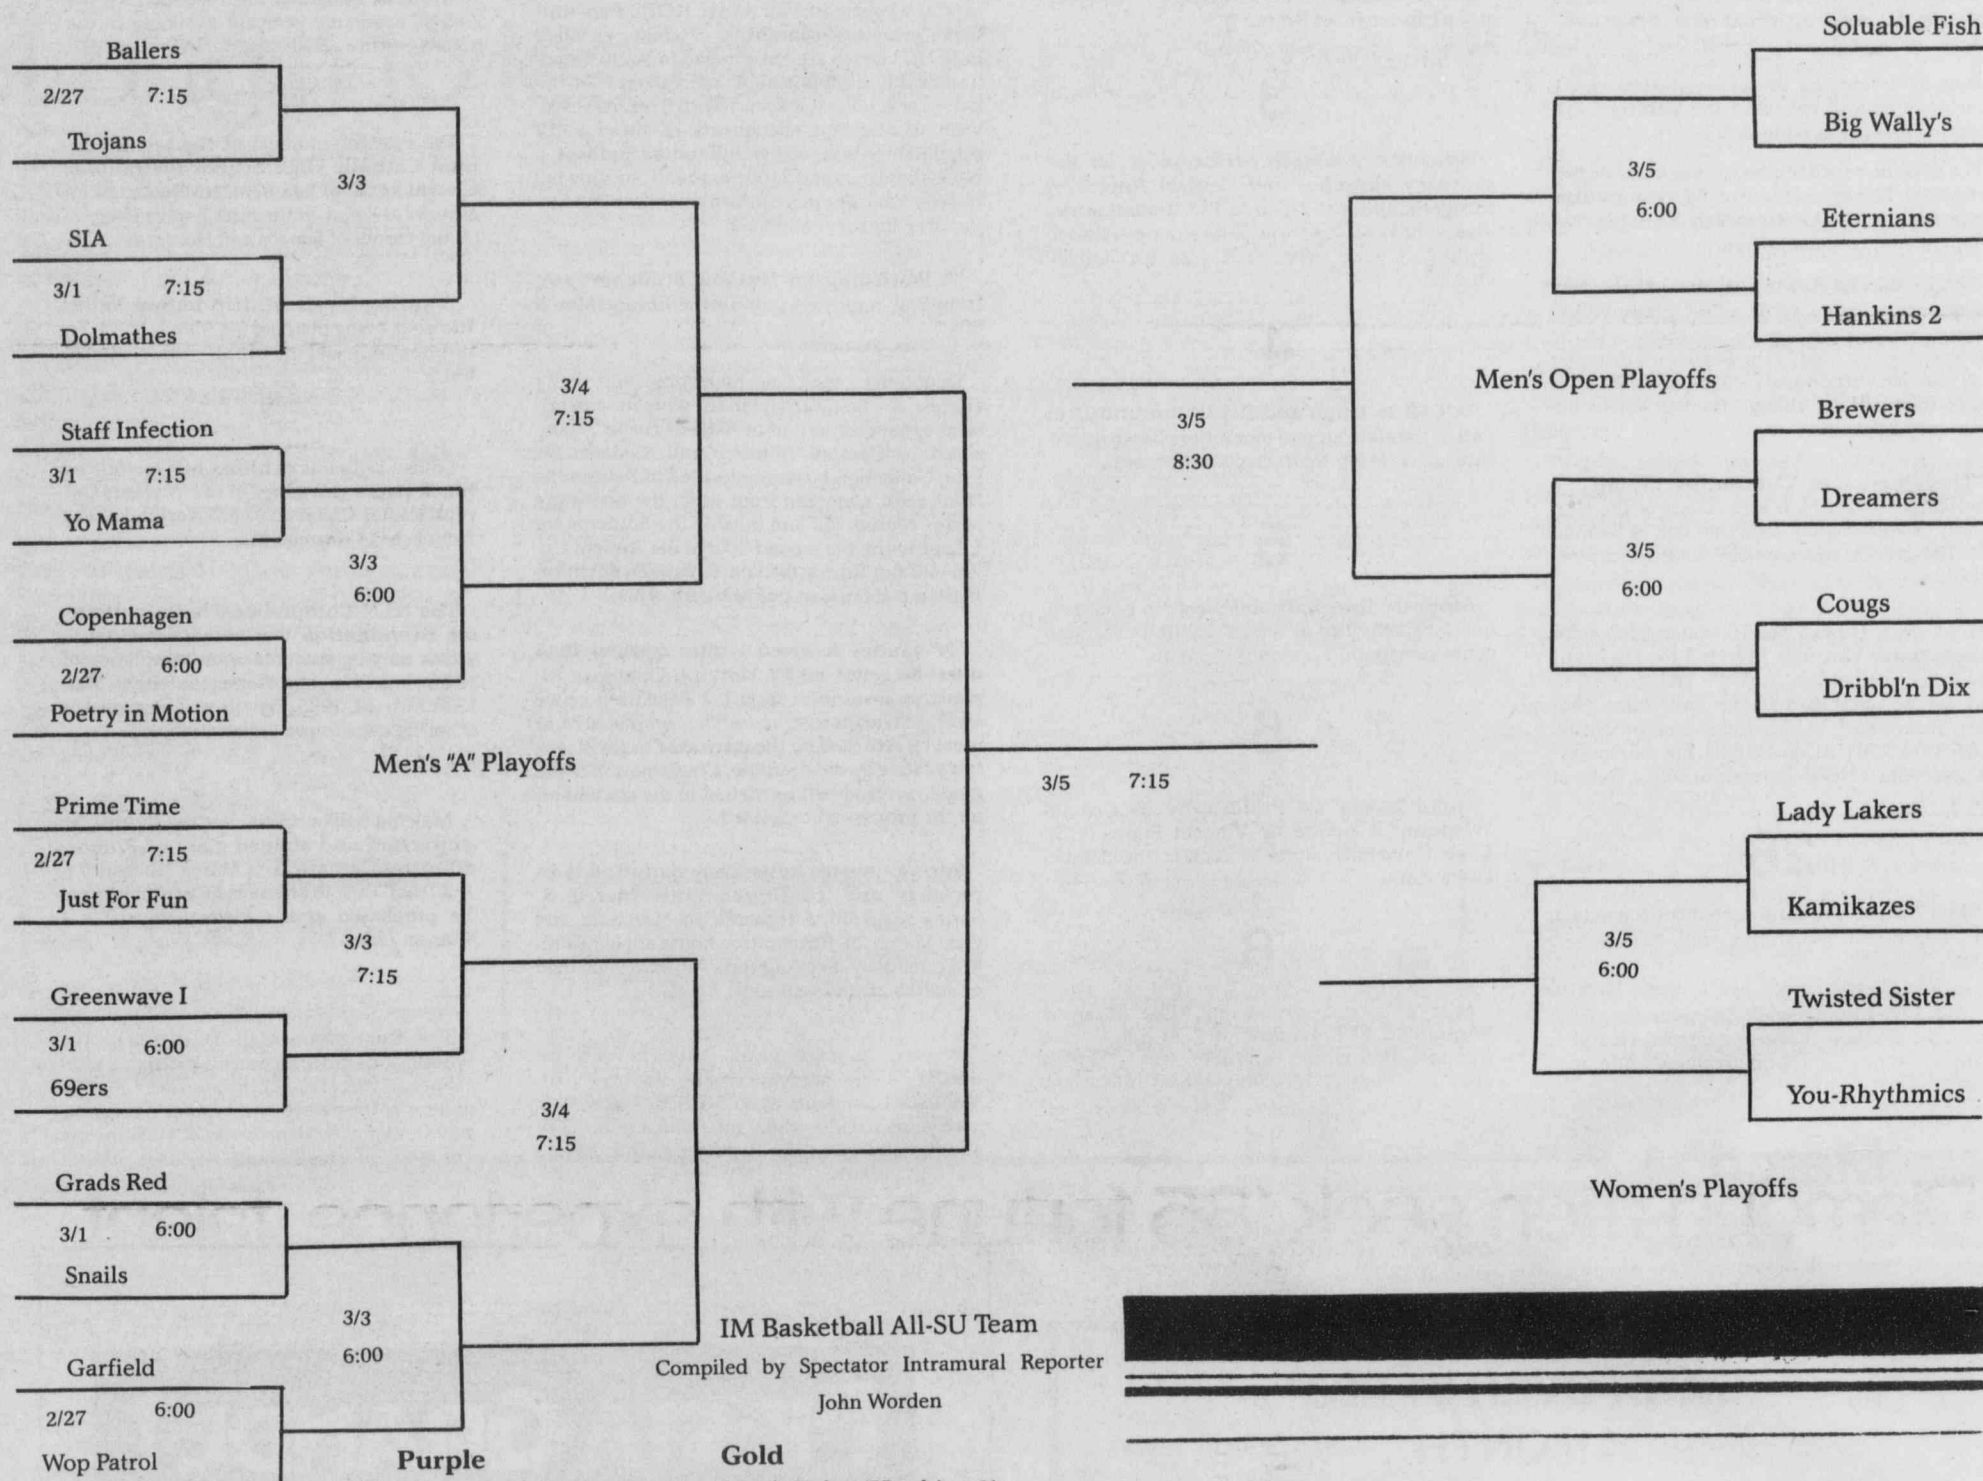 Ballers
2/27 7:15
Trojans
3/3
SIA
3/1 7:15
Dolmathes
3/4
7:15
Staff Infection
3/1 7:15
Yo Mama
3/3
6:00
Copenhagen
2/27 6:00
Poetry in Motion
Men's "A" Playoffs
Prime Time
2/27 7:15
Just For Fun
3/3
7:15
Greenwave I
3/1 6:00
69ers
3/4
7:15
Grads Red
3/1 6:00
Snails
3/3
6:00
Garfield
2/27 6:00
Wop Patrol
3/5 7:15
Soluable Fish
Big Wally's
3/5
6:00
Eternians
Hankins 2
Men's Open Playoffs
3/5
8:30
Brewers
Dreamers
3/5
6:00
Cougs
Dribbl'n Dix
Lady Lakers
Kamikazes
3/5
6:00
Twisted Sister
You-Rhythmics
Women's Playoffs
IM Basketball All-SU Team
Compiled by Spectator Intramural Reporter
John Worden
Purple Gold